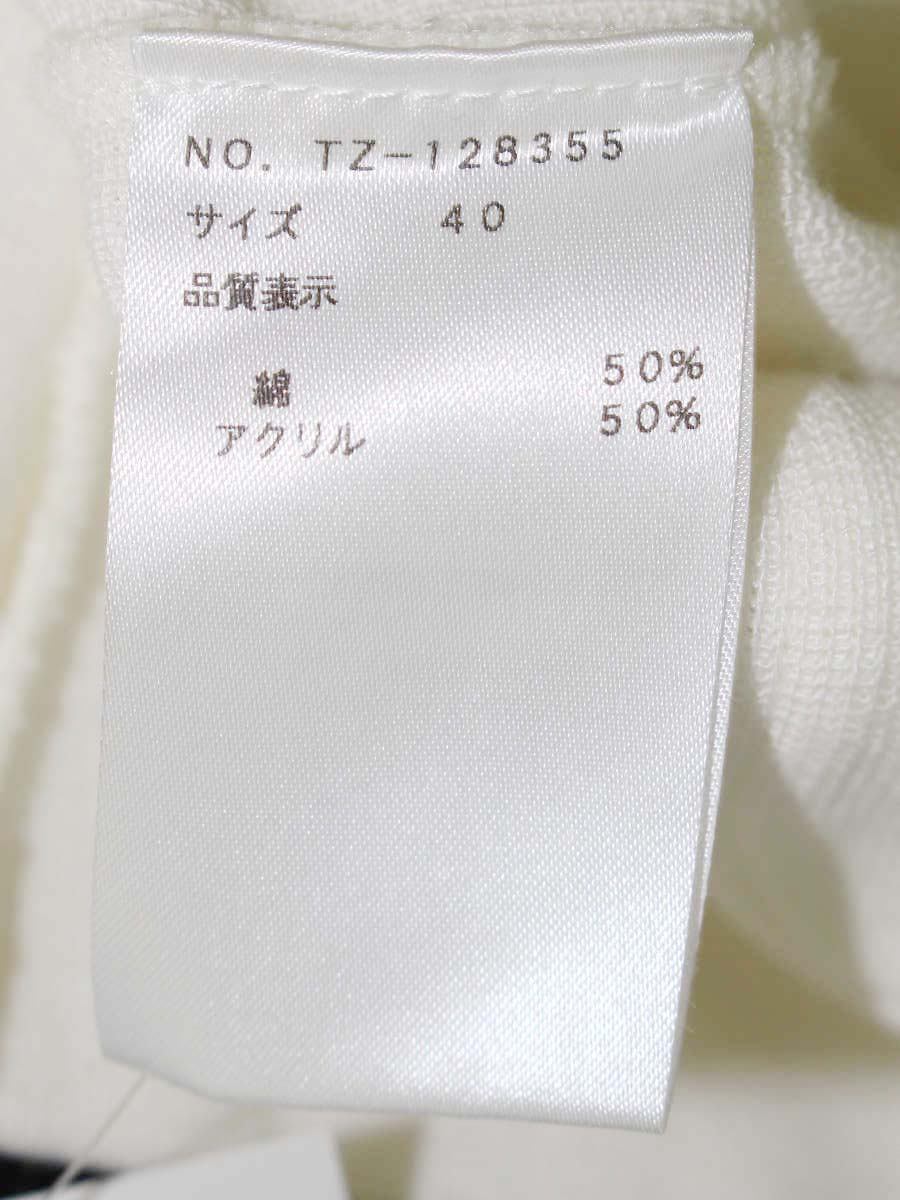 NO. TZ-128355
サイズ 40
品質表示
綿 50%
アクリル 50%